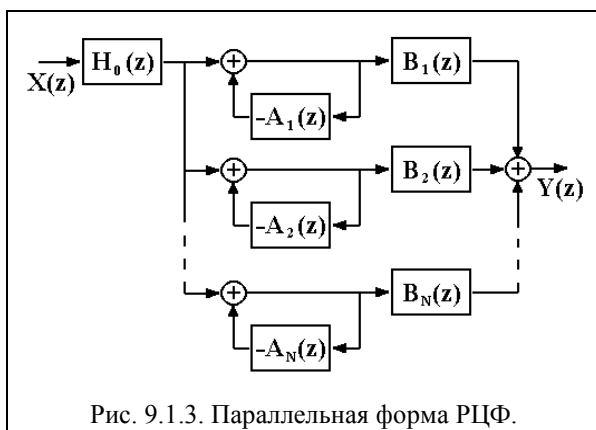 X(z)
H₀(z)
+
B₁(z)
-A₁(z)
+
B₂(z)
+
Y(z)
-A₂(z)
+
B_N(z)
-A_N(z)
Рис. 9.1.3. Параллельная форма РЦФ.